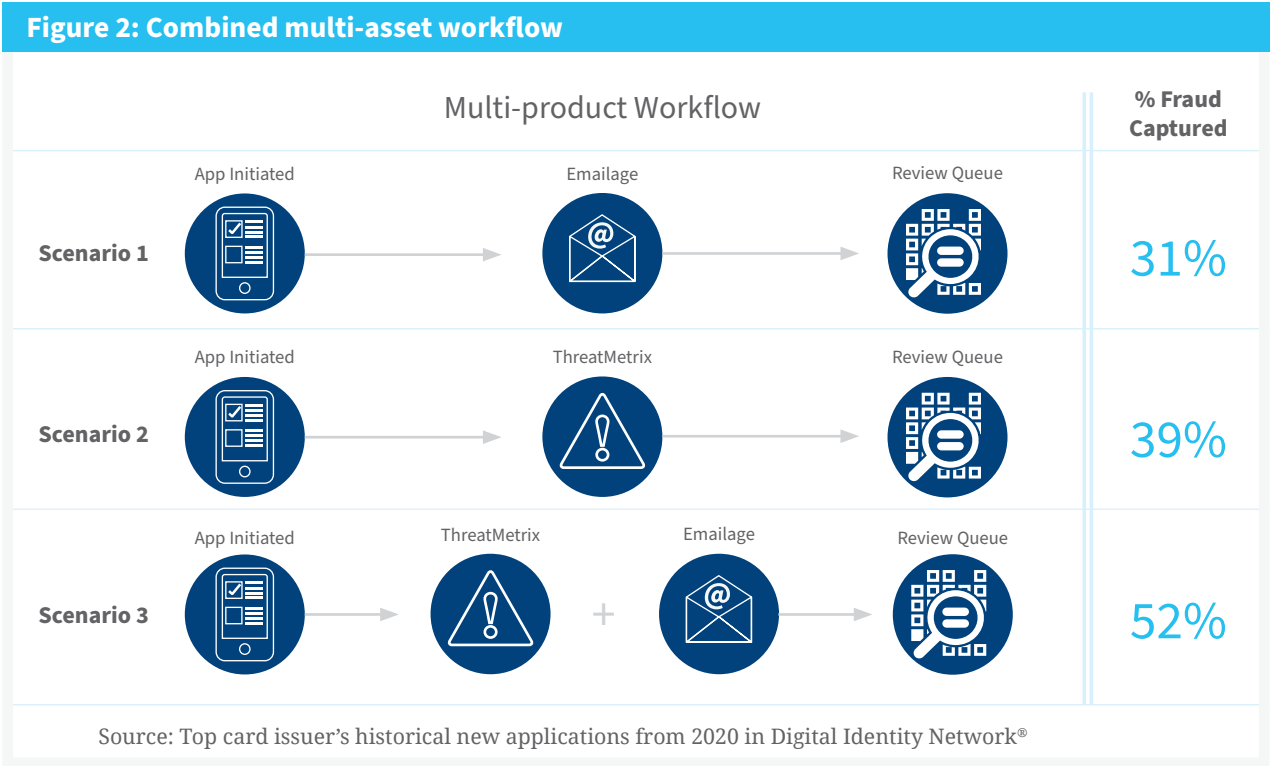 Figure 2: Combined multi-asset workflow
Multi-product Workflow
% Fraud
Captured
App Initiated
Emailage
Review Queue
Scenario 1
@
31%
App Initiated
ThreatMetrix
Review Queue
Scenario 2
39%
App Initiated
ThreatMetrix
Emailage
Review Queue
Scenario 3
+
@
52%
Source: Top card issuer's historical new applications from 2020 in Digital Identity Network®